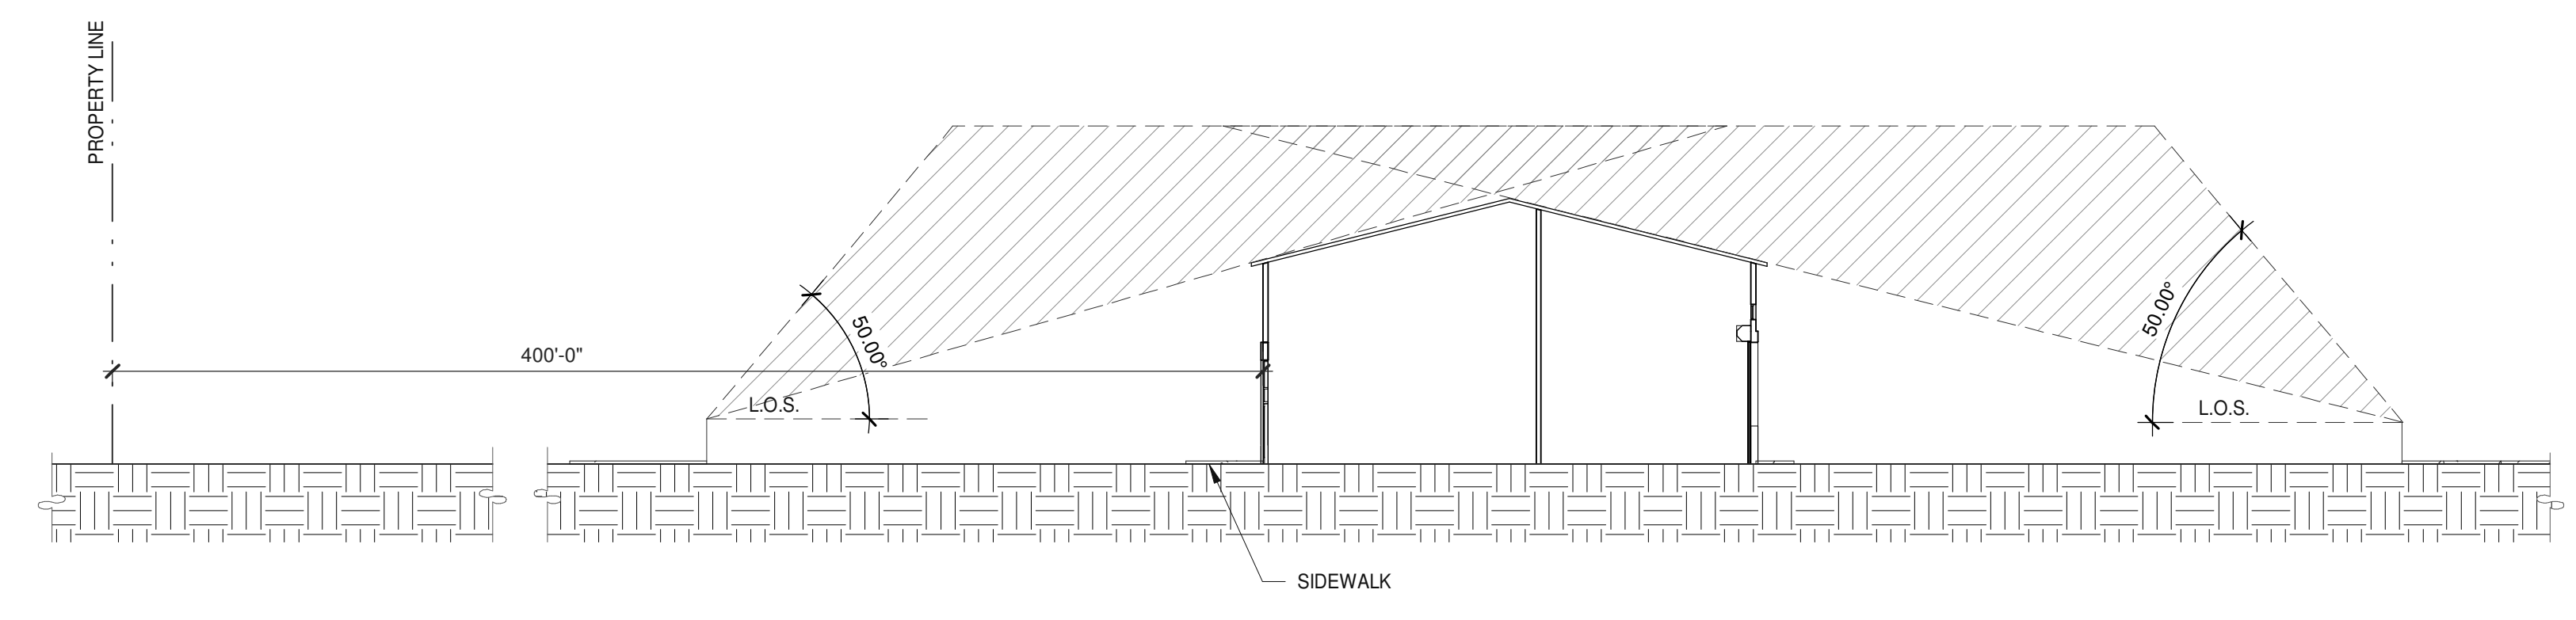 PROPERTY LINE
400'-0"
50.00°
L.O.S.
50.00°
L.O.S.
SIDEWALK